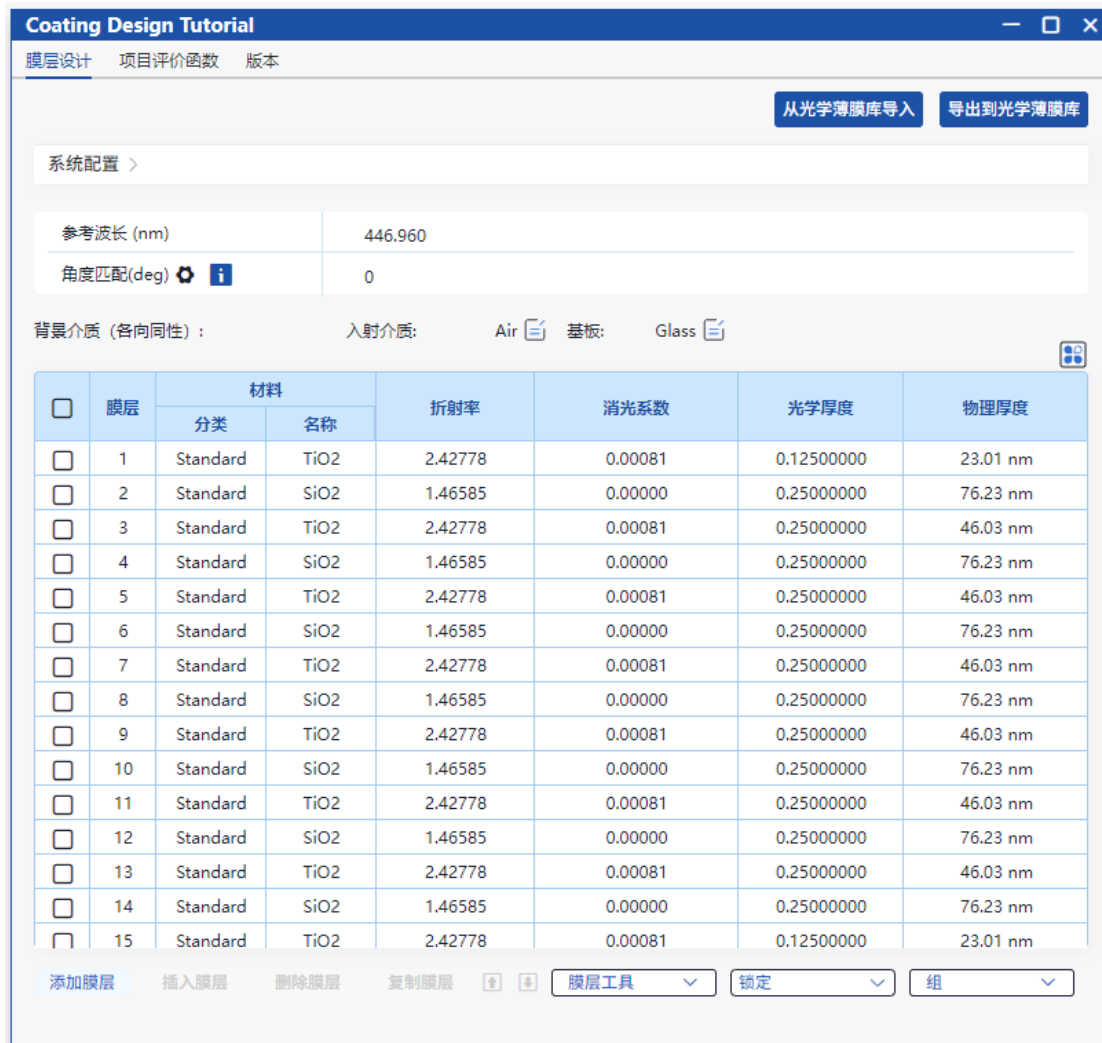 Coating Design Tutorial
膜层设计 项目评价函数 版本
从光学薄膜库导入 导出到光学薄膜库
系统配置 >
参考波长 (nm) 446.960
角度匹配(deg) i 0
背景介质（各向同性）: 入射介质: Air 基板: Glass
膜层 材料 折射率 消光系数 光学厚度 物理厚度
分类 名称
1 Standard TiO2 2.42778 0.00081 0.12500000 23.01 nm
2 Standard SiO2 1.46585 0.00000 0.25000000 76.23 nm
3 Standard TiO2 2.42778 0.00081 0.25000000 46.03 nm
4 Standard SiO2 1.46585 0.00000 0.25000000 76.23 nm
5 Standard TiO2 2.42778 0.00081 0.25000000 46.03 nm
6 Standard SiO2 1.46585 0.00000 0.25000000 76.23 nm
7 Standard TiO2 2.42778 0.00081 0.25000000 46.03 nm
8 Standard SiO2 1.46585 0.00000 0.25000000 76.23 nm
9 Standard TiO2 2.42778 0.00081 0.25000000 46.03 nm
10 Standard SiO2 1.46585 0.00000 0.25000000 76.23 nm
11 Standard TiO2 2.42778 0.00081 0.25000000 46.03 nm
12 Standard SiO2 1.46585 0.00000 0.25000000 76.23 nm
13 Standard TiO2 2.42778 0.00081 0.25000000 46.03 nm
14 Standard SiO2 1.46585 0.00000 0.25000000 76.23 nm
15 Standard TiO2 2.42778 0.00081 0.12500000 23.01 nm
添加膜层 插入膜层 删除膜层 复制膜层 膜层工具 锁定 组